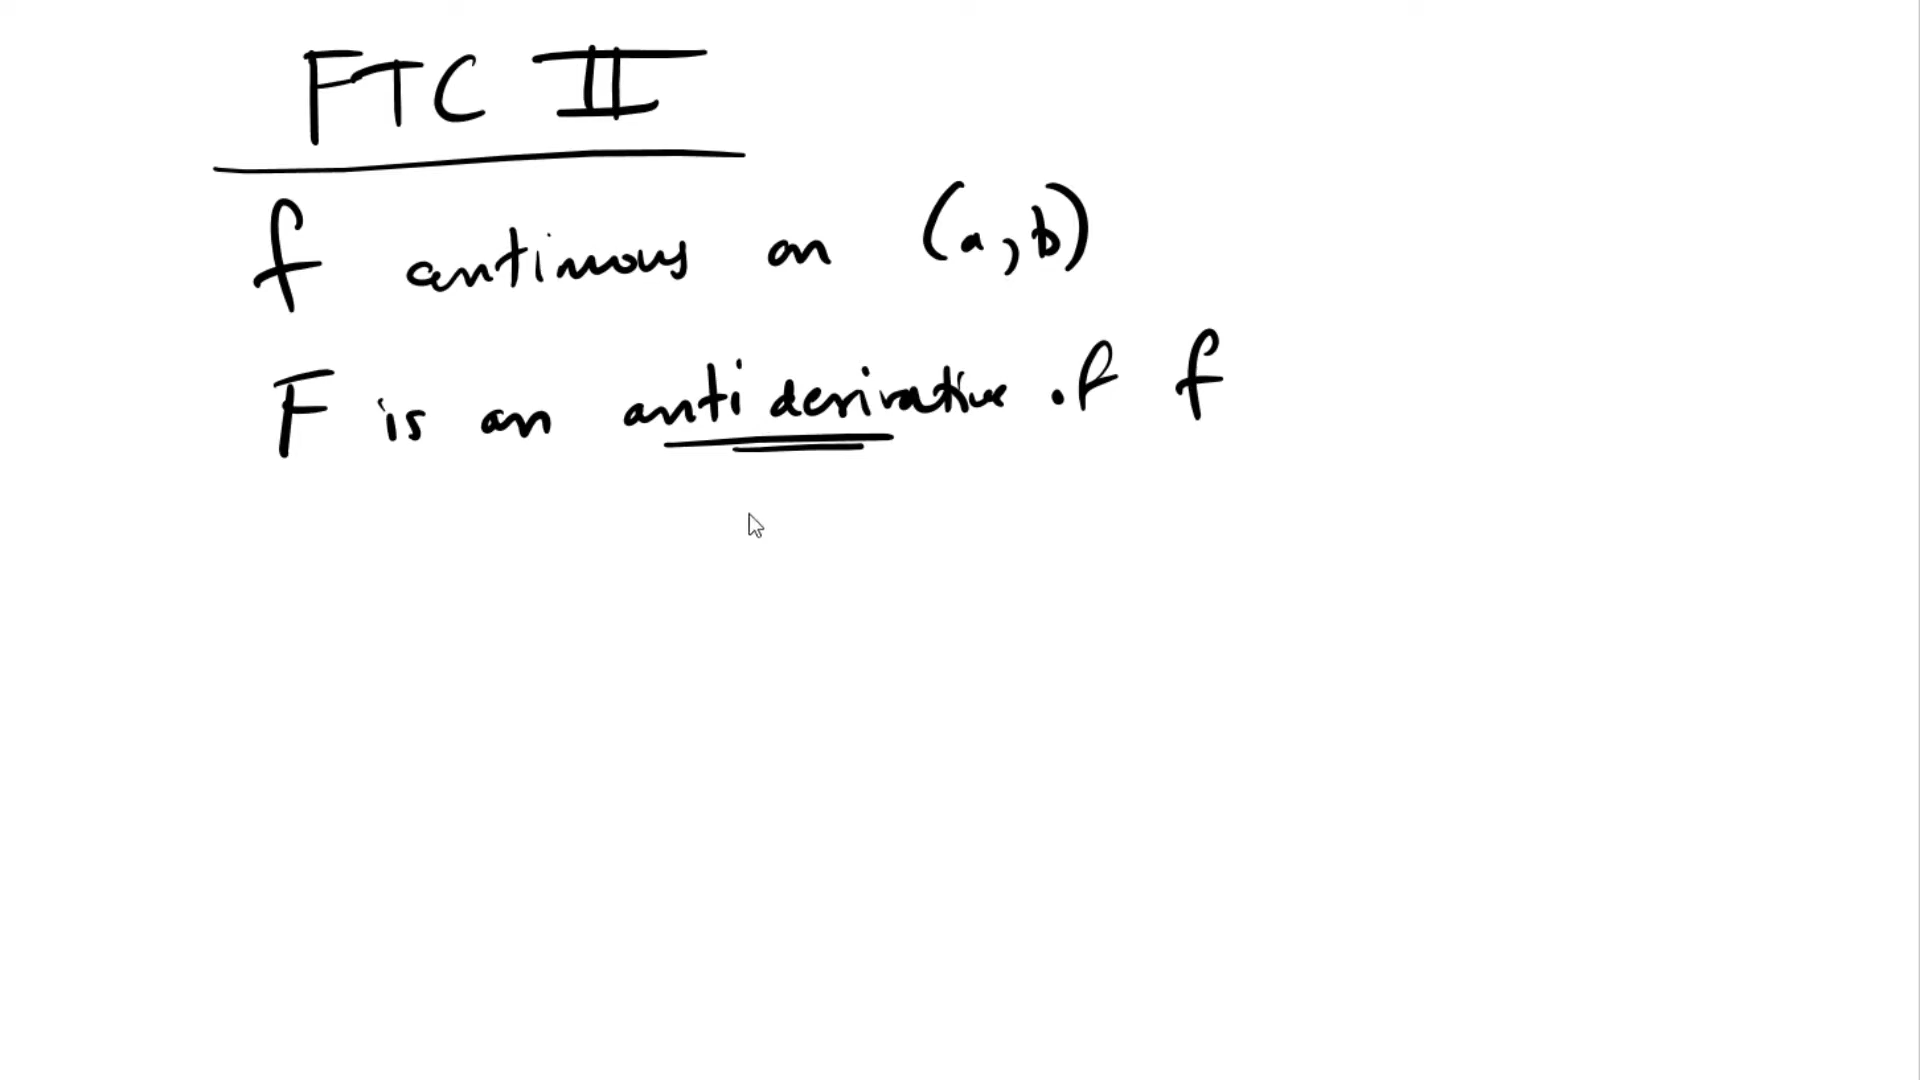 FTC II
f continuous on (a,b)
F is an antiderivative of f